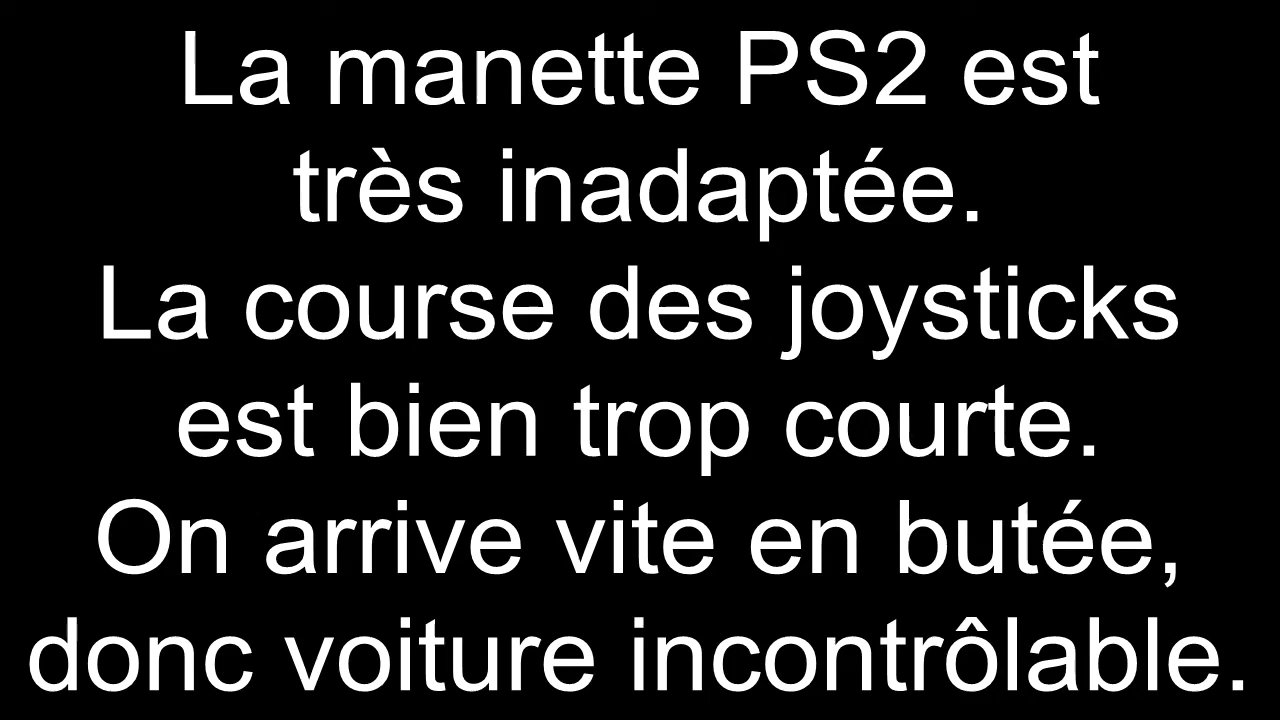 La manette PS2 est
très inadaptée.
La course des joysticks
est bien trop courte.
On arrive vite en butée,
donc voiture incontrôlable.